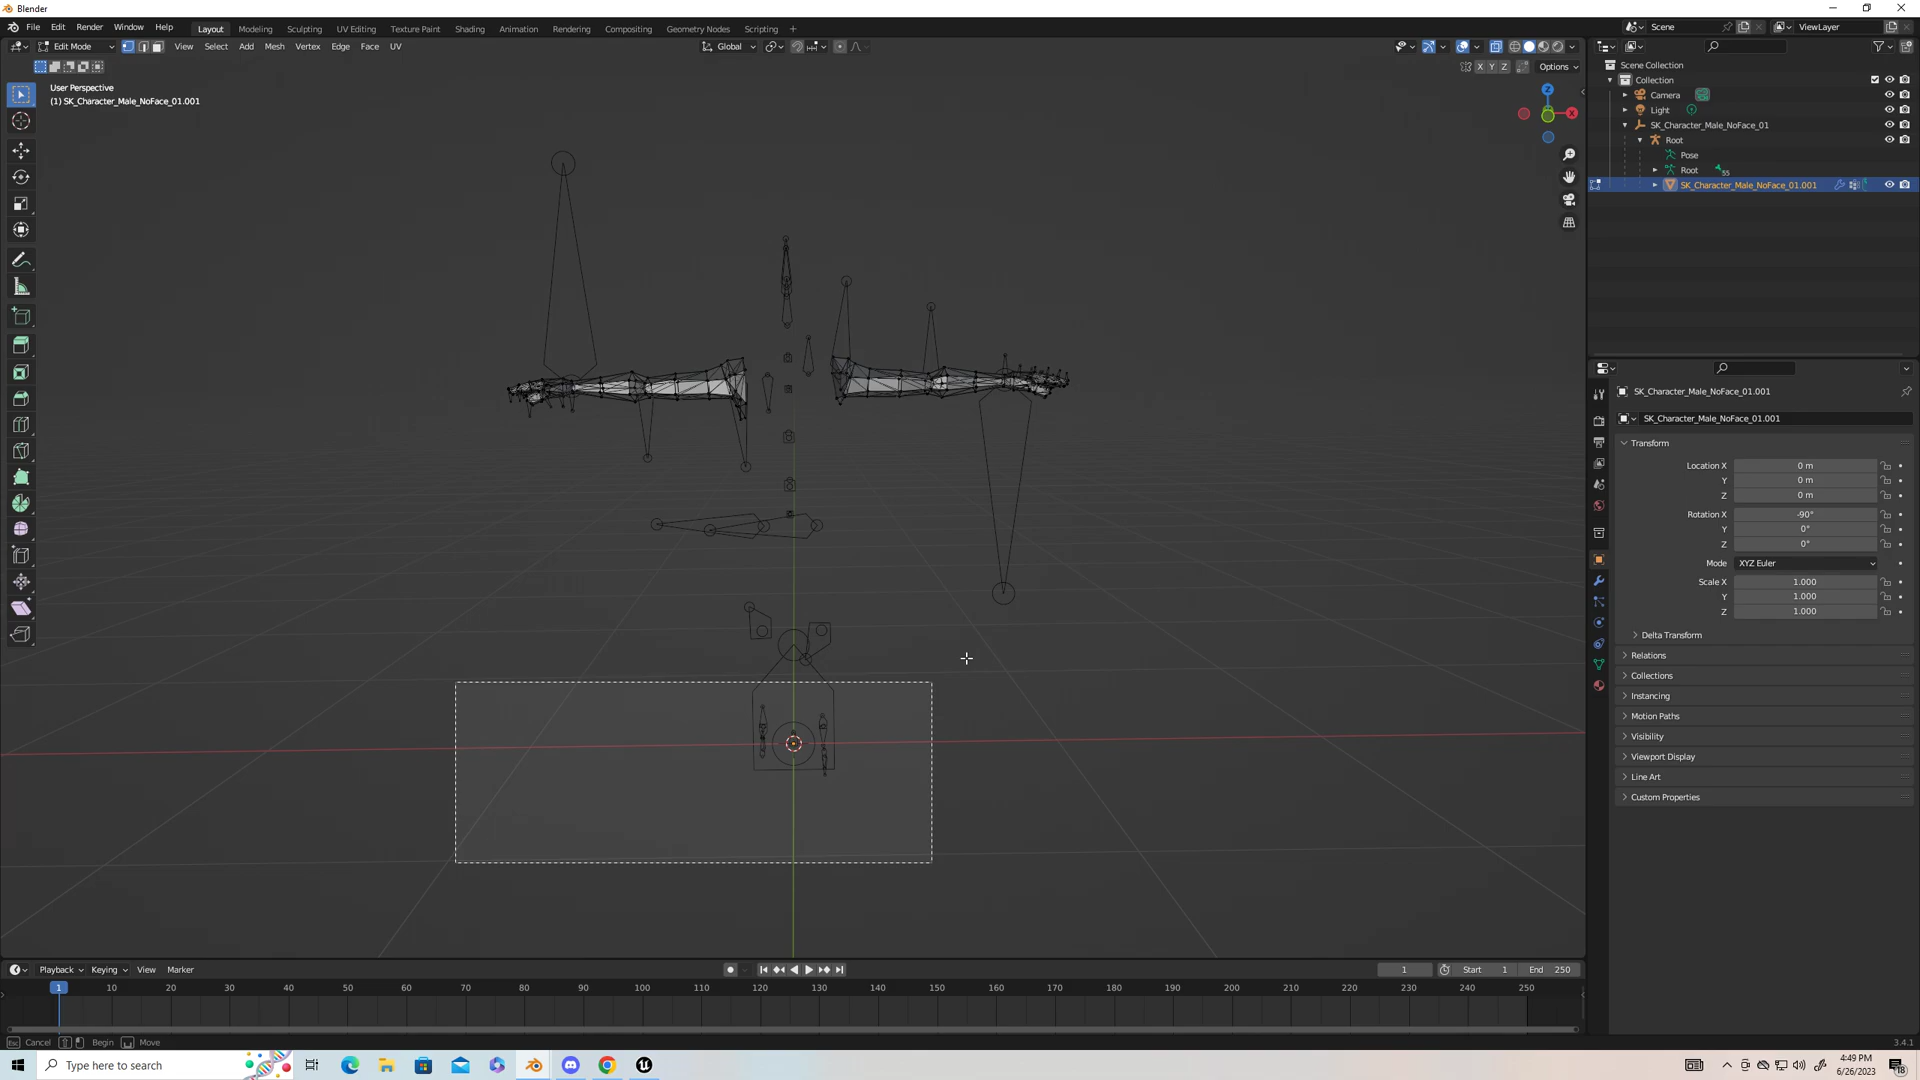 Blender
File Edit Render Window Help Layout Modeling Sculpting UV Editing Texture Paint Shading Animation Rendering Compositing Geometry Nodes Scripting + Scene ViewLayer
Edit Mode View Select Add Mesh Vertex Edge Face UV Global
X Y Z Options
User Perspective
(1) SK_Character_Male_NoFace_01.001
Z
X
Scene Collection
Collection
Camera
Light
SK_Character_Male_NoFace_01
Root
Pose
Root 55
SK_Character_Male_NoFace_01.001
SK_Character_Male_NoFace_01.001
SK_Character_Male_NoFace_01.001
Transform
Location X 0 m
Y 0 m
Z 0 m
Rotation X -90°
Y 0°
Z 0°
Mode XYZ Euler
Scale X 1.000
Y 1.000
Z 1.000
Delta Transform
Relations
Collections
Instancing
Motion Paths
Visibility
Viewport Display
Line Art
Custom Properties
Playback Keying View Marker 1 Start 1 End 250
1 10 20 30 40 50 60 70 80 90 100 110 120 130 140 150 160 170 180 190 200 210 220 230 240 250
Esc Cancel Begin Move 3.4.1
Type here to search
4:49 PM
6/26/2023
18